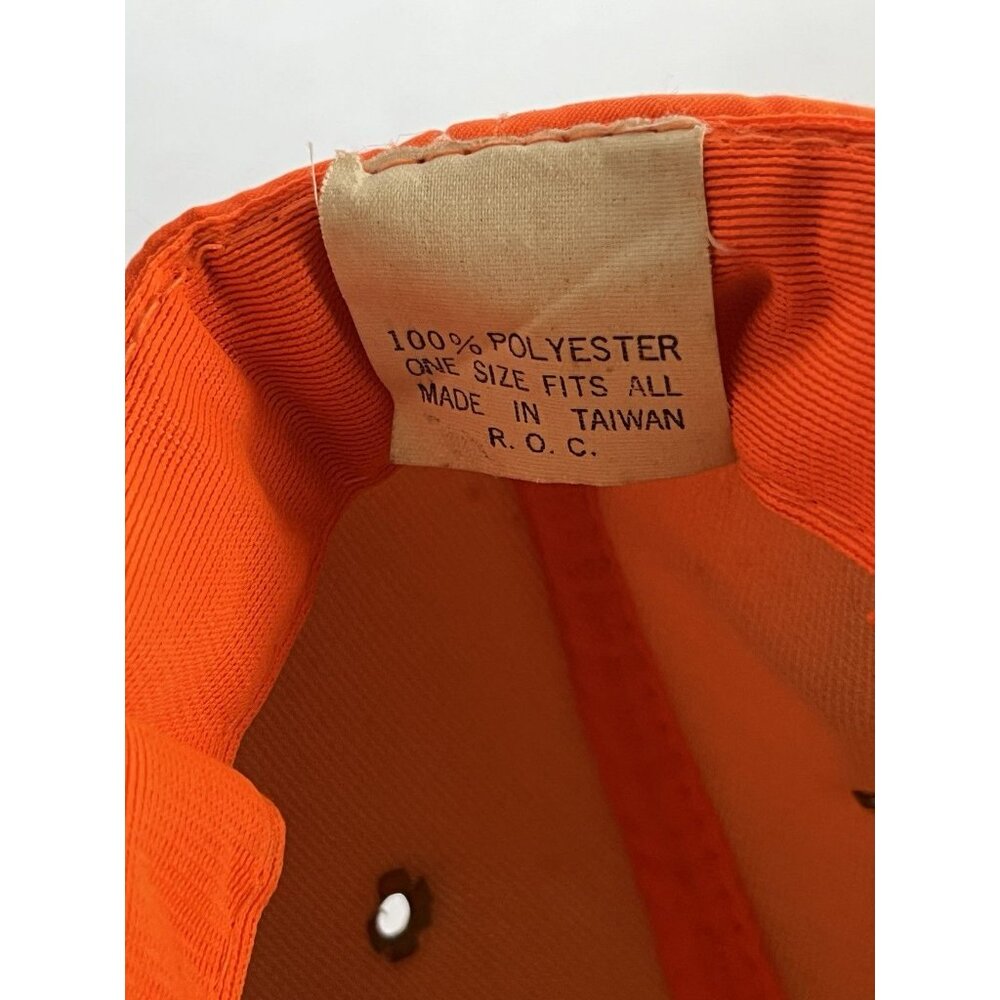 100% POLYESTER
ONE SIZE FITS ALL
MADE IN TAIWAN
R. O. C.